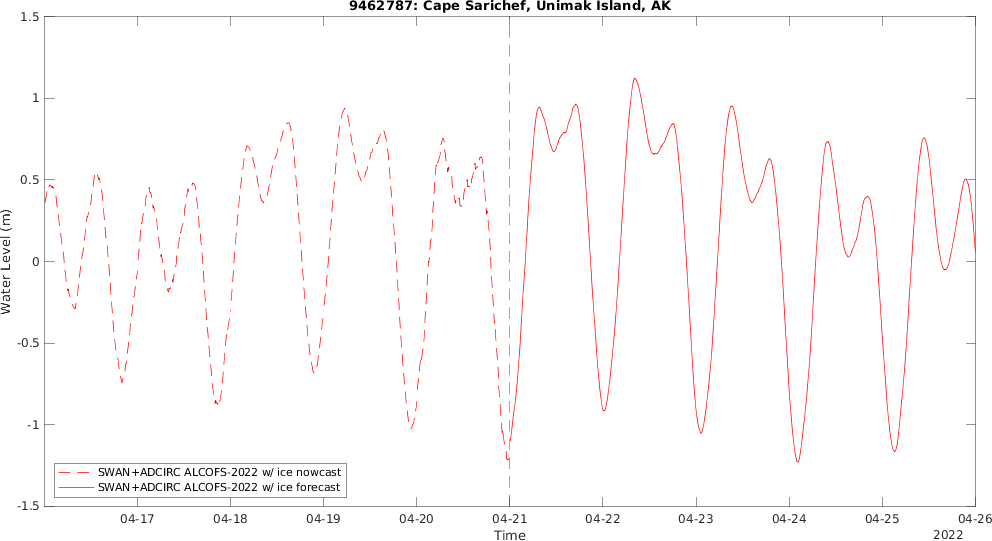 9462787: Cape Sarichef, Unimak Island, AK
1.5
1
0.5
0
-0.5
-1
-1.5
Water Level (m)
SWAN+ADCIRC ALCOFS-2022 w/ ice nowcast
SWAN+ADCIRC ALCOFS-2022 w/ ice forecast
04-17 04-18 04-19 04-20 04-21 04-22 04-23 04-24 04-25 04-26
Time
2022